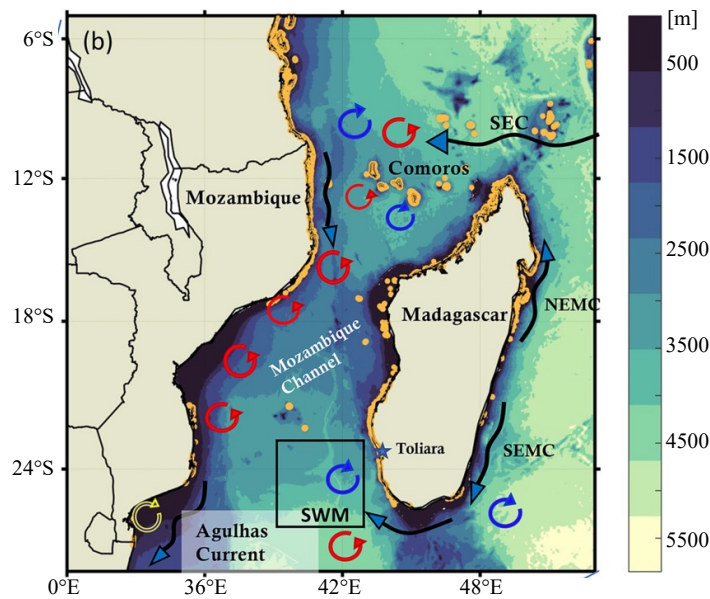 [m]
6°S
(b)
500
SEC
1500
Comoros
12°S
Mozambique
2500
NEMC
18°S
Madagascar
Mozambique
Channel
3500
Toliara
SEMC
4500
24°S
SWM
Agulhas
Current
5500
0°E 36°E 42°E 48°E